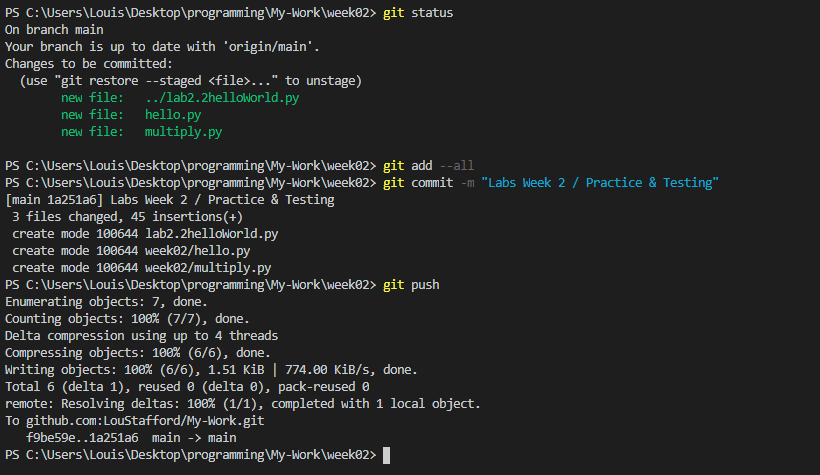 PS C:\Users\Louis\Desktop\programming\My-Work\week02> git status
On branch main
Your branch is up to date with 'origin/main'.
Changes to be committed:
  (use "git restore --staged <file>..." to unstage)
        new file:   ../lab2.2helloWorld.py
        new file:   hello.py
        new file:   multiply.py
PS C:\Users\Louis\Desktop\programming\My-Work\week02> git add --all
PS C:\Users\Louis\Desktop\programming\My-Work\week02> git commit -m "Labs Week 2 / Practice & Testing"
[main 1a251a6] Labs Week 2 / Practice & Testing
 3 files changed, 45 insertions(+)
 create mode 100644 lab2.2helloWorld.py
 create mode 100644 week02/hello.py
 create mode 100644 week02/multiply.py
PS C:\Users\Louis\Desktop\programming\My-Work\week02> git push
Enumerating objects: 7, done.
Counting objects: 100% (7/7), done.
Delta compression using up to 4 threads
Compressing objects: 100% (6/6), done.
Writing objects: 100% (6/6), 1.51 KiB | 774.00 KiB/s, done.
Total 6 (delta 1), reused 0 (delta 0), pack-reused 0
remote: Resolving deltas: 100% (1/1), completed with 1 local object.
To github.com:LouStafford/My-Work.git
   f9be59e..1a251a6  main -> main
PS C:\Users\Louis\Desktop\programming\My-Work\week02>